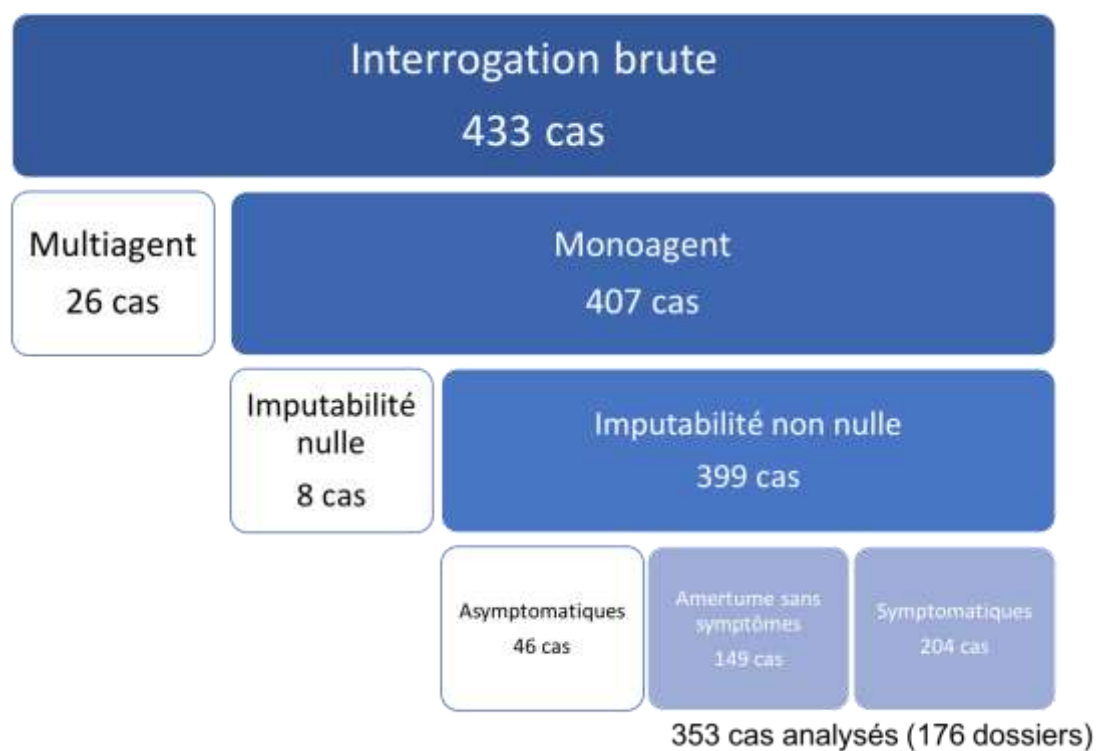 Interrogation brute
433 cas
Multiagent
26 cas
Monoagent
407 cas
Imputabilité
nulle
8 cas
Imputabilité non nulle
399 cas
Asymptomatiques
46 cas
Amertume sans
symptômes
149 cas
Symptomatiques
204 cas
353 cas analysés (176 dossiers)